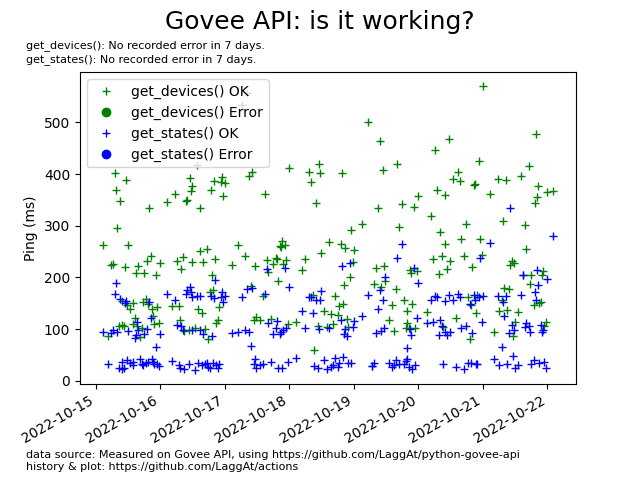 Govee API: is it working?
get_devices(): No recorded error in 7 days.
get_states(): No recorded error in 7 days.
get_devices() OK
get_devices() Error
get_states() OK
get_states() Error
Ping (ms)
500
400
300
200
100
0
2022-10-15
2022-10-16
2022-10-17
2022-10-18
2022-10-19
2022-10-20
2022-10-21
2022-10-22
data source: Measured on Govee API, using https://github.com/LaggAt/python-govee-api
history & plot: https://github.com/LaggAt/actions